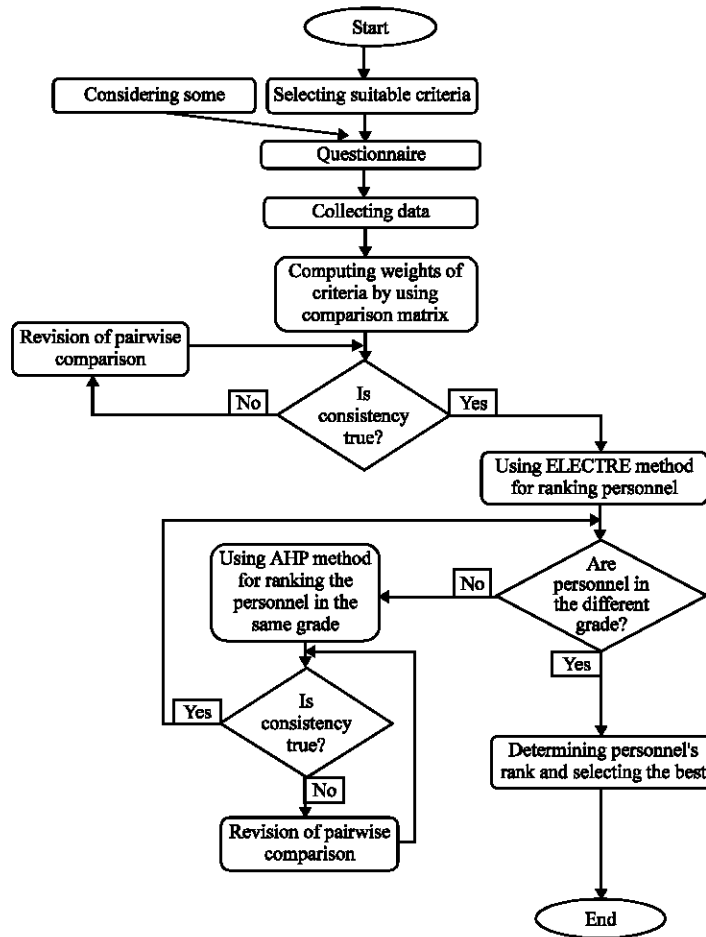 Start
Considering some
Selecting suitable criteria
Questionnaire
Collecting data
Computing weights of
criteria by using
comparison matrix
Revision of pairwise
comparison
No
Is
consistency
true?
Yes
Using ELECTRE method
for ranking personnel
Using AHP method
for ranking the
personnel in the
same grade
No
Are
personnel in
the different
grade?
Yes
Yes
Is
consistency
true?
No
Revision of pairwise
comparison
Determining personnel's
rank and selecting the best
End